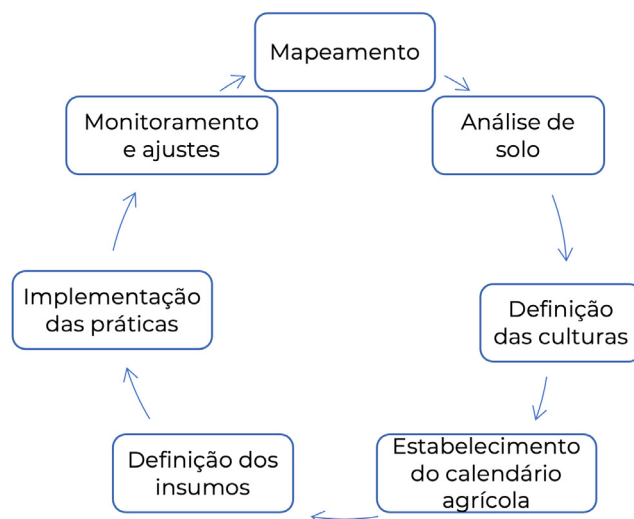 Mapeamento
Análise de
solo
Definição
das culturas
Estabelecimento
do calendário
agrícola
Definição dos
insumos
Implementação
das práticas
Monitoramento
e ajustes